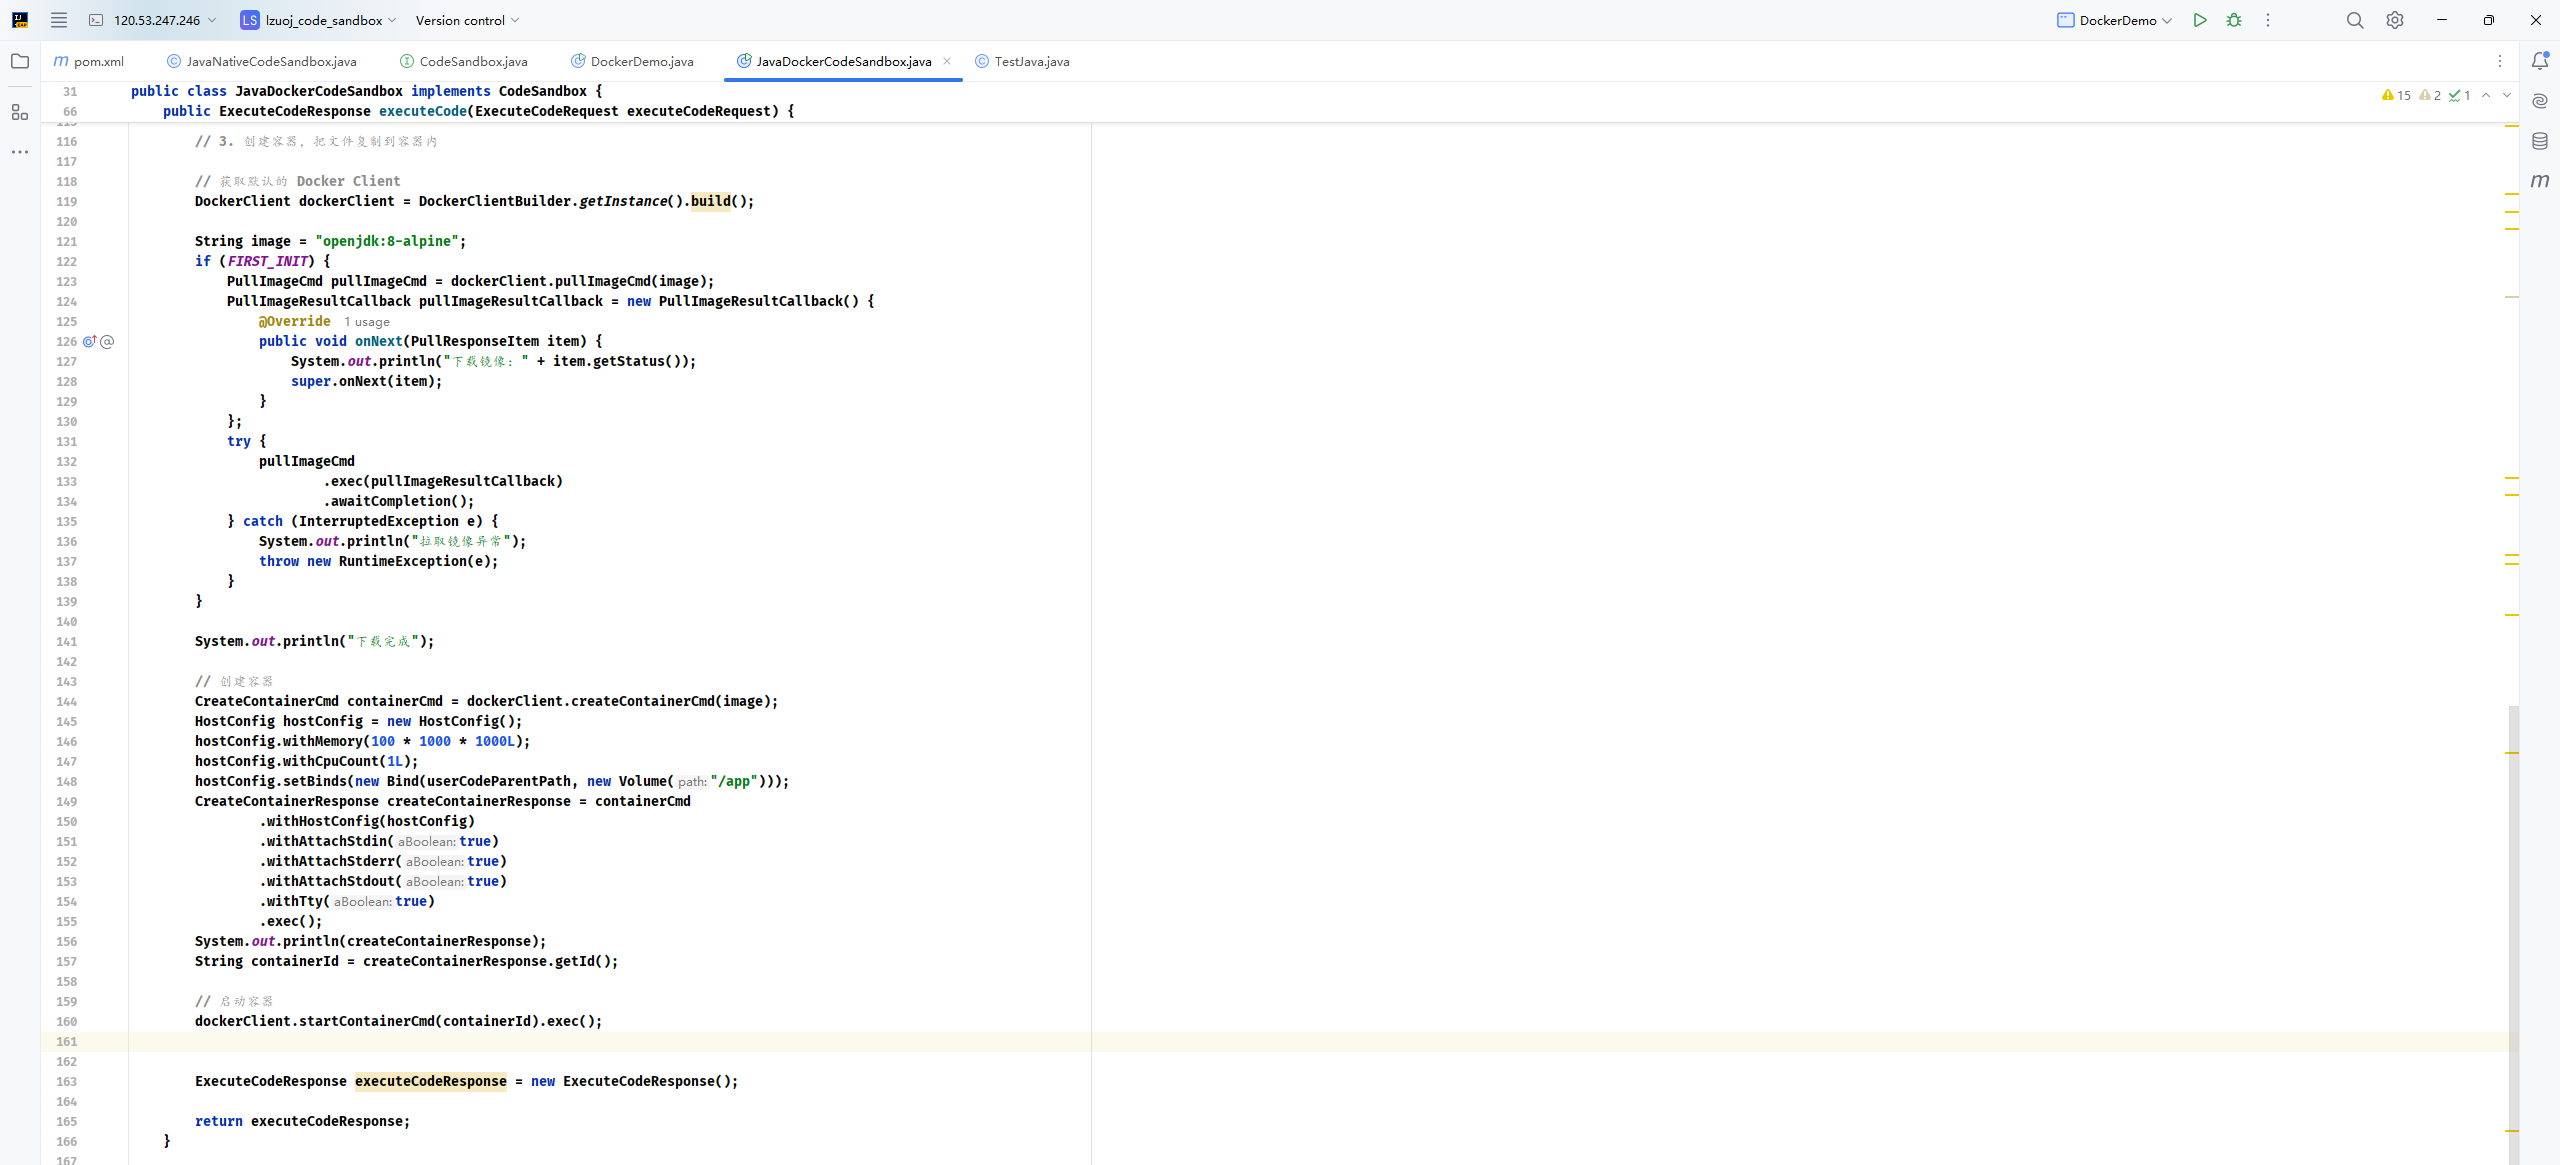 120.53.247.246 LS lzuoj_code_sandbox Version control DockerDemo
pom.xml JavaNativeCodeSandbox.java CodeSandbox.java DockerDemo.java JavaDockerCodeSandbox.java TestJava.java
31 public class JavaDockerCodeSandbox implements CodeSandbox {
15 2 1
66 public ExecuteCodeResponse executeCode(ExecuteCodeRequest executeCodeRequest) {
116 // 3. 创建容器，把文件复制到容器内
117
118 // 获取默认的 Docker Client
119 DockerClient dockerClient = DockerClientBuilder.getInstance().build();
120
121 String image = "openjdk:8-alpine";
122 if (FIRST_INIT) {
123 PullImageCmd pullImageCmd = dockerClient.pullImageCmd(image);
124 PullImageResultCallback pullImageResultCallback = new PullImageResultCallback() {
125 @Override 1 usage
126 public void onNext(PullResponseItem item) {
127 System.out.println("下载镜像：" + item.getStatus());
128 super.onNext(item);
129 }
130 };
131 try {
132 pullImageCmd
133 .exec(pullImageResultCallback)
134 .awaitCompletion();
135 } catch (InterruptedException e) {
136 System.out.println("拉取镜像异常");
137 throw new RuntimeException(e);
138 }
139 }
140
141 System.out.println("下载完成");
142
143 // 创建容器
144 CreateContainerCmd containerCmd = dockerClient.createContainerCmd(image);
145 HostConfig hostConfig = new HostConfig();
146 hostConfig.withMemory(100 * 1000 * 1000L);
147 hostConfig.withCpuCount(1L);
148 hostConfig.setBinds(new Bind(userCodeParentPath, new Volume( path: "/app")));
149 CreateContainerResponse createContainerResponse = containerCmd
150 .withHostConfig(hostConfig)
151 .withAttachStdin( aBoolean: true)
152 .withAttachStderr( aBoolean: true)
153 .withAttachStdout( aBoolean: true)
154 .withTty( aBoolean: true)
155 .exec();
156 System.out.println(createContainerResponse);
157 String containerId = createContainerResponse.getId();
158
159 // 启动容器
160 dockerClient.startContainerCmd(containerId).exec();
161
162
163 ExecuteCodeResponse executeCodeResponse = new ExecuteCodeResponse();
164
165 return executeCodeResponse;
166 }
167